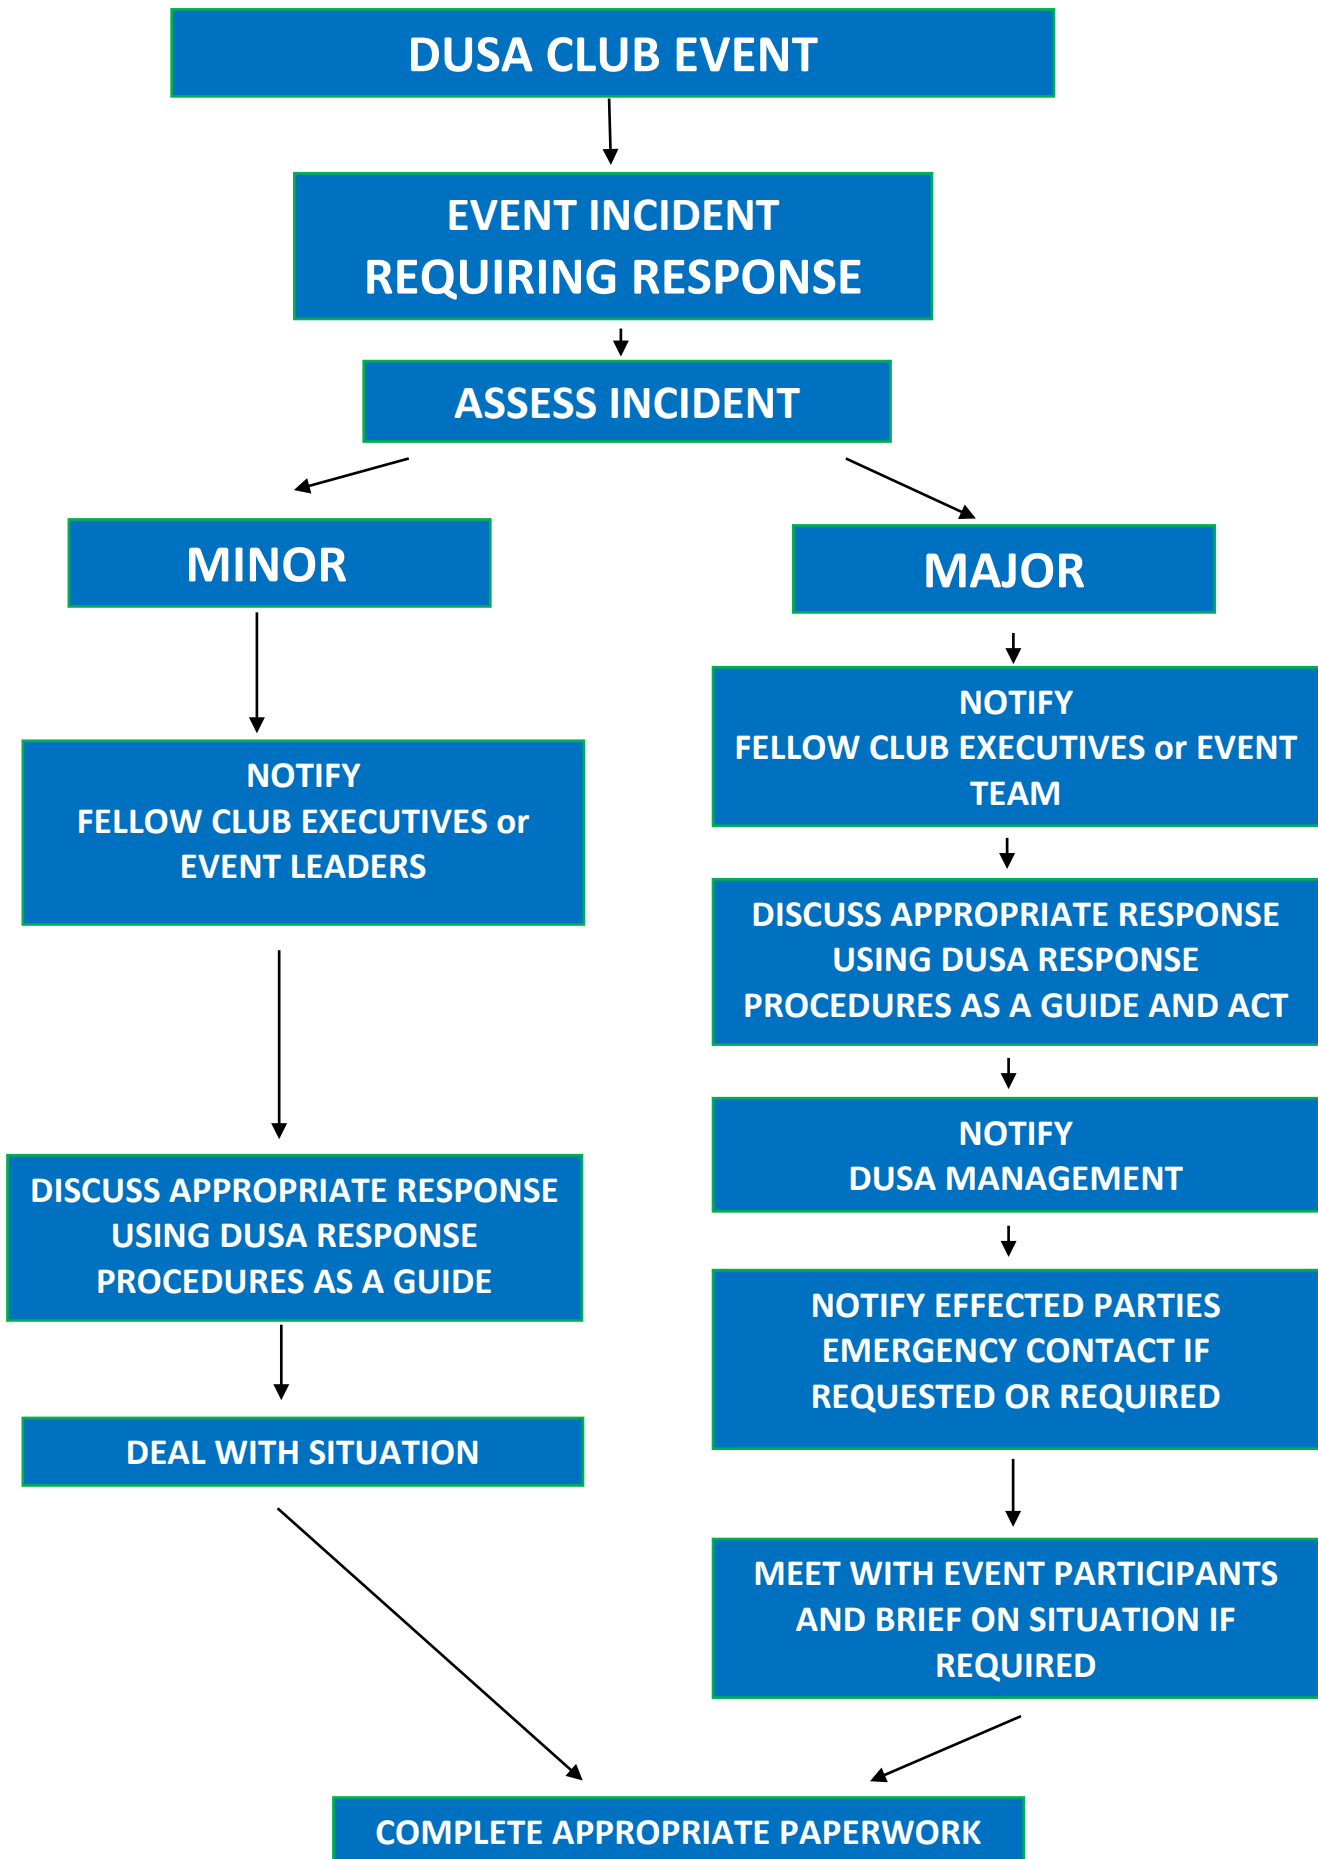 DUSA CLUB EVENT
EVENT INCIDENT
REQUIRING RESPONSE
ASSESS INCIDENT
MINOR
NOTIFY
FELLOW CLUB EXECUTIVES or
EVENT LEADERS
DISCUSS APPROPRIATE RESPONSE
USING DUSA RESPONSE
PROCEDURES AS A GUIDE
DEAL WITH SITUATION
MAJOR
NOTIFY
FELLOW CLUB EXECUTIVES or EVENT
TEAM
DISCUSS APPROPRIATE RESPONSE
USING DUSA RESPONSE
PROCEDURES AS A GUIDE AND ACT
NOTIFY
DUSA MANAGEMENT
NOTIFY EFFECTED PARTIES
EMERGENCY CONTACT IF
REQUESTED OR REQUIRED
MEET WITH EVENT PARTICIPANTS
AND BRIEF ON SITUATION IF
REQUIRED
COMPLETE APPROPRIATE PAPERWORK